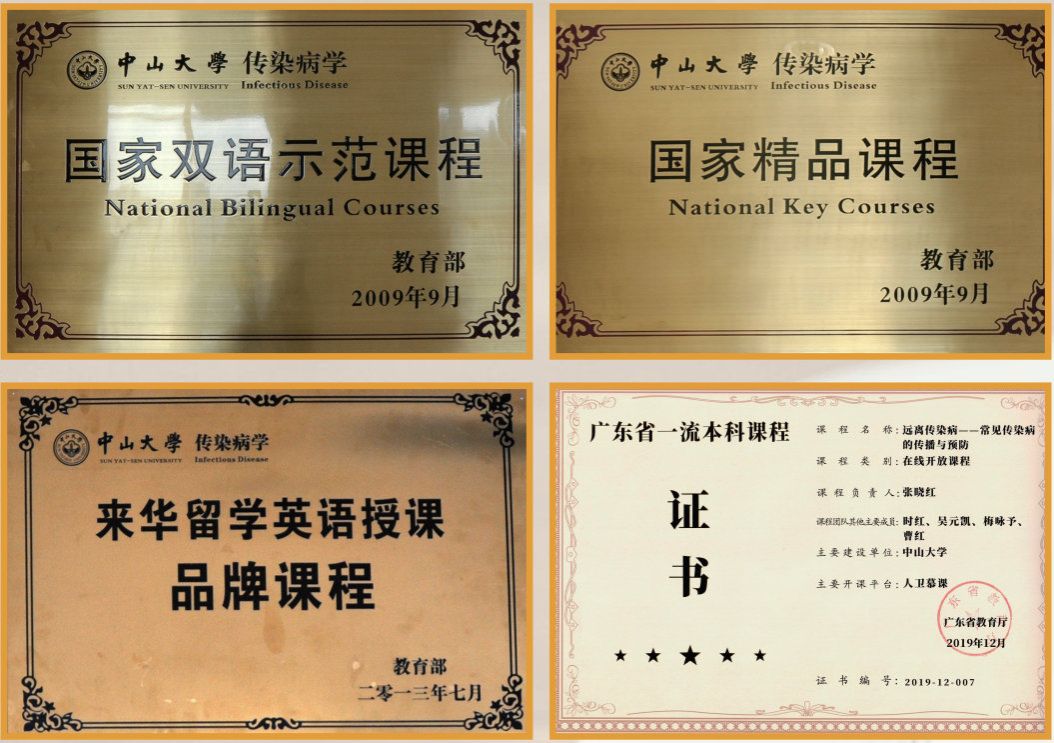 中山大學 传染病学
SUN YAT-SEN UNIVERSITY Infectious Disease
国家双语示范课程
National Bilingual Courses
教育部
2009年9月
中山大學 传染病学
SUN YAT-SEN UNIVERSITY Infectious Disease
国家精品课程
National Key Courses
教育部
2009年9月
中山大學 传染病学
SUN YAT-SEN UNIVERSITY Infectious Disease
来华留学英语授课
品牌课程
教育部
二零一三年七月
广东省一流本科课程
证
书
课程名称:远离传染病——常见传染病
的传播与预防
课程类别:在线开放课程
课程负责人:张晓红
课程团队其他主要成员:时红、吴元凯、梅咏予、
曹红
主要建设单位:中山大学
主要开课平台:人卫慕课
广东省教育厅
2019年12月
证书编号:2019-12-007